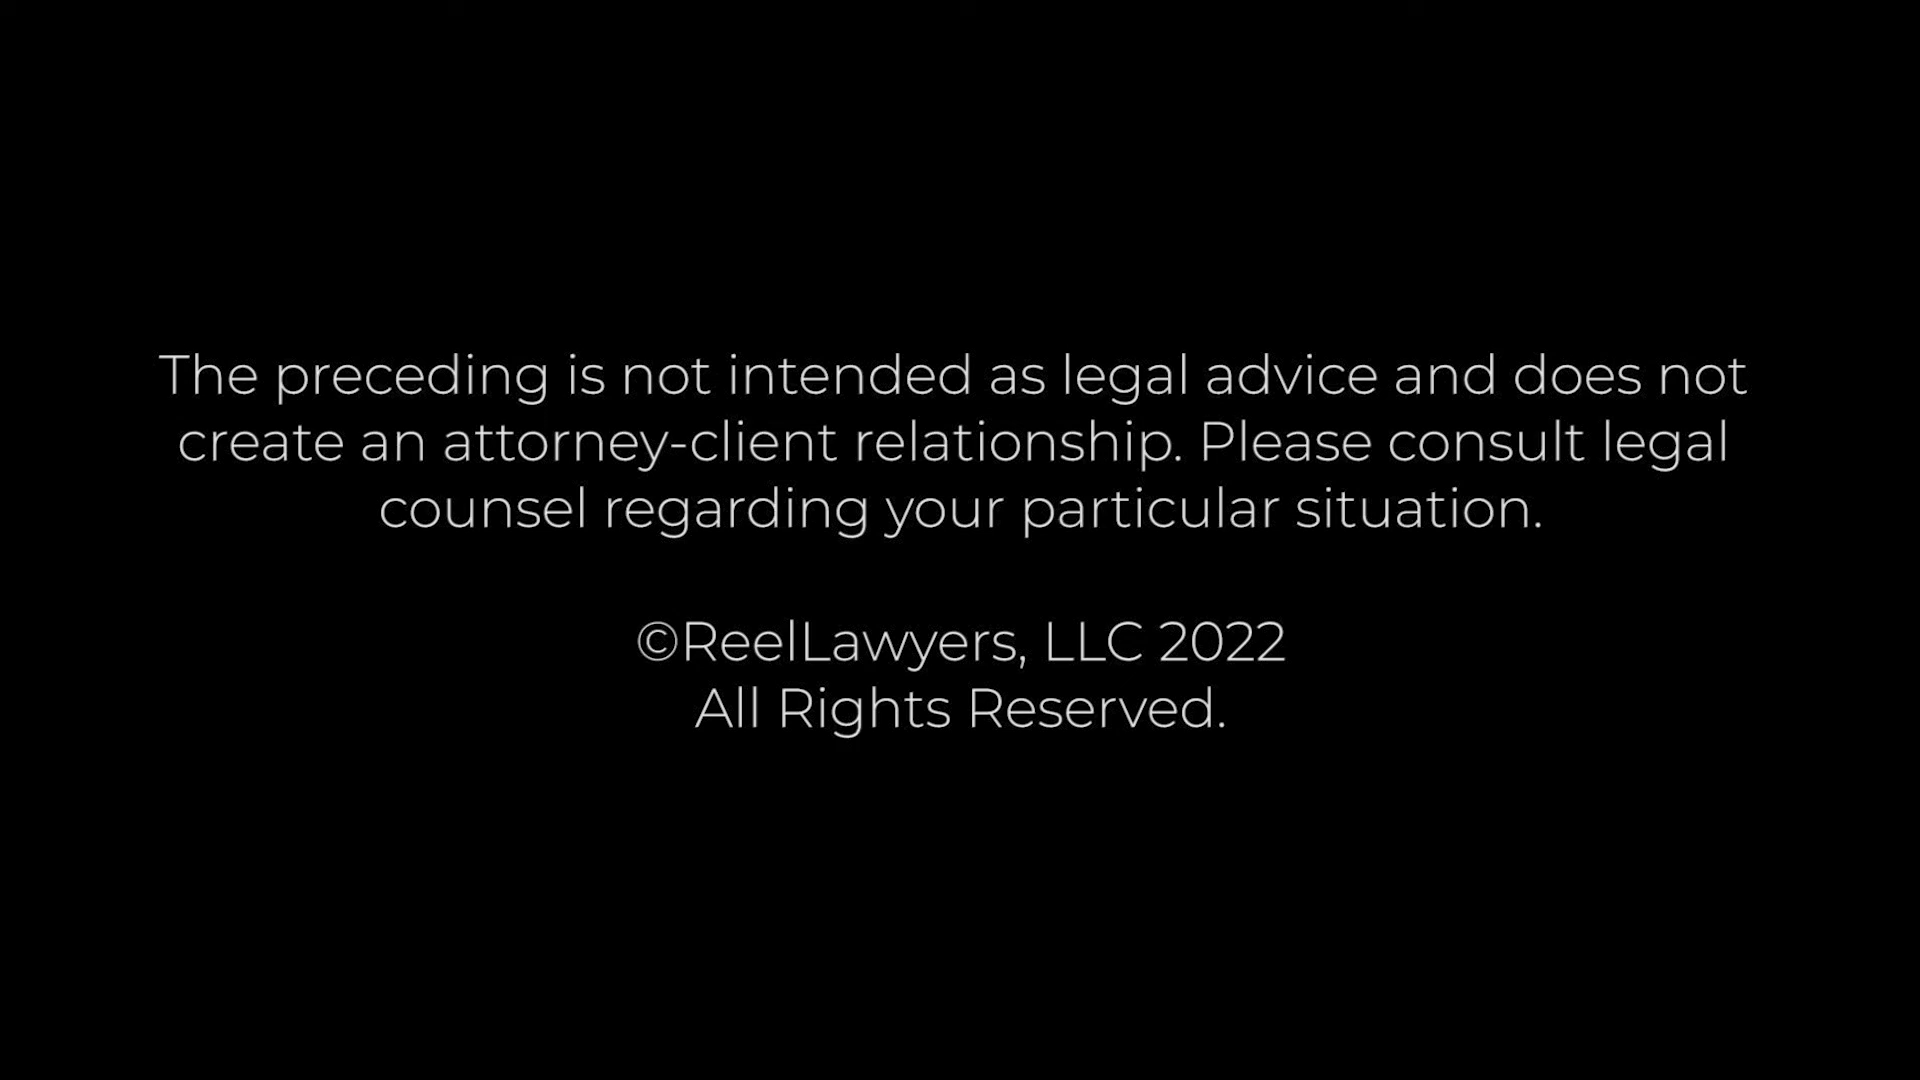 The preceding is not intended as legal advice and does not
create an attorney-client relationship. Please consult legal
counsel regarding your particular situation.
©ReelLawyers, LLC 2022
All Rights Reserved.